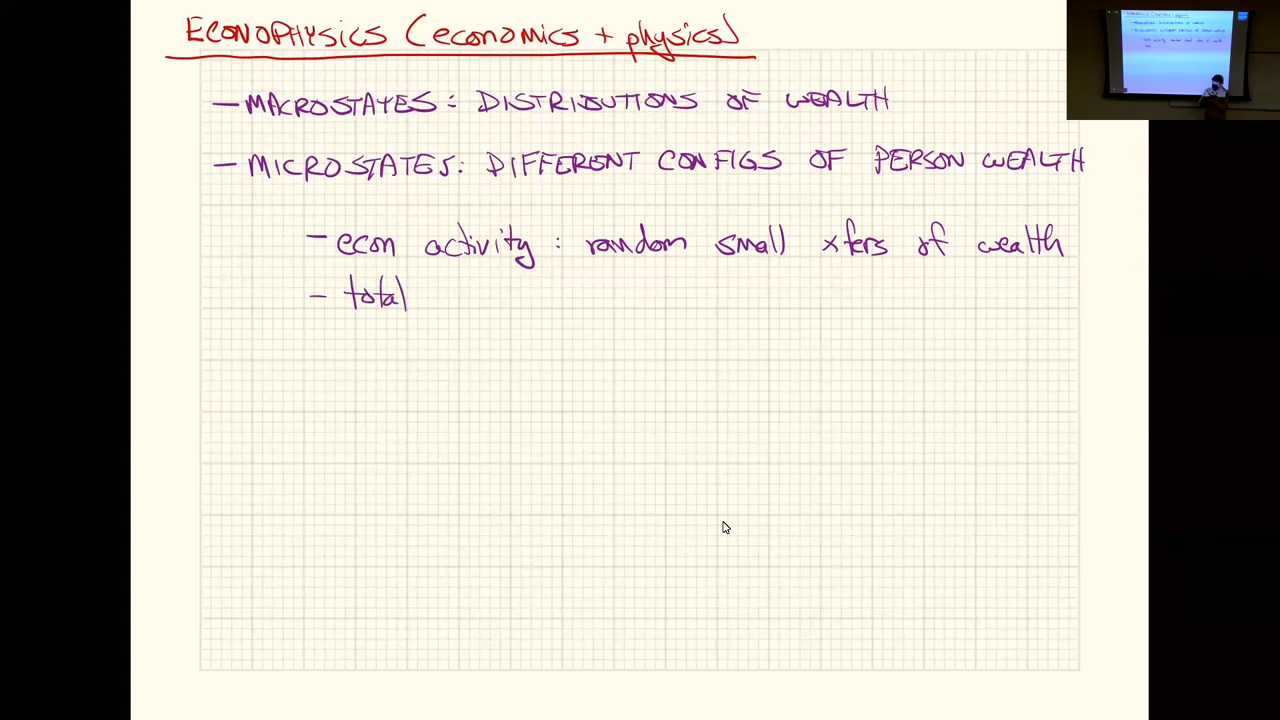 ECONOPHYSICS (economics + physics)
- MACROSTATES: DISTRIBUTIONS OF WEALTH
- MICROSTATES: DIFFERENT CONFIGS OF PERSON WEALTH
- econ activity: random small xfers of wealth
- total